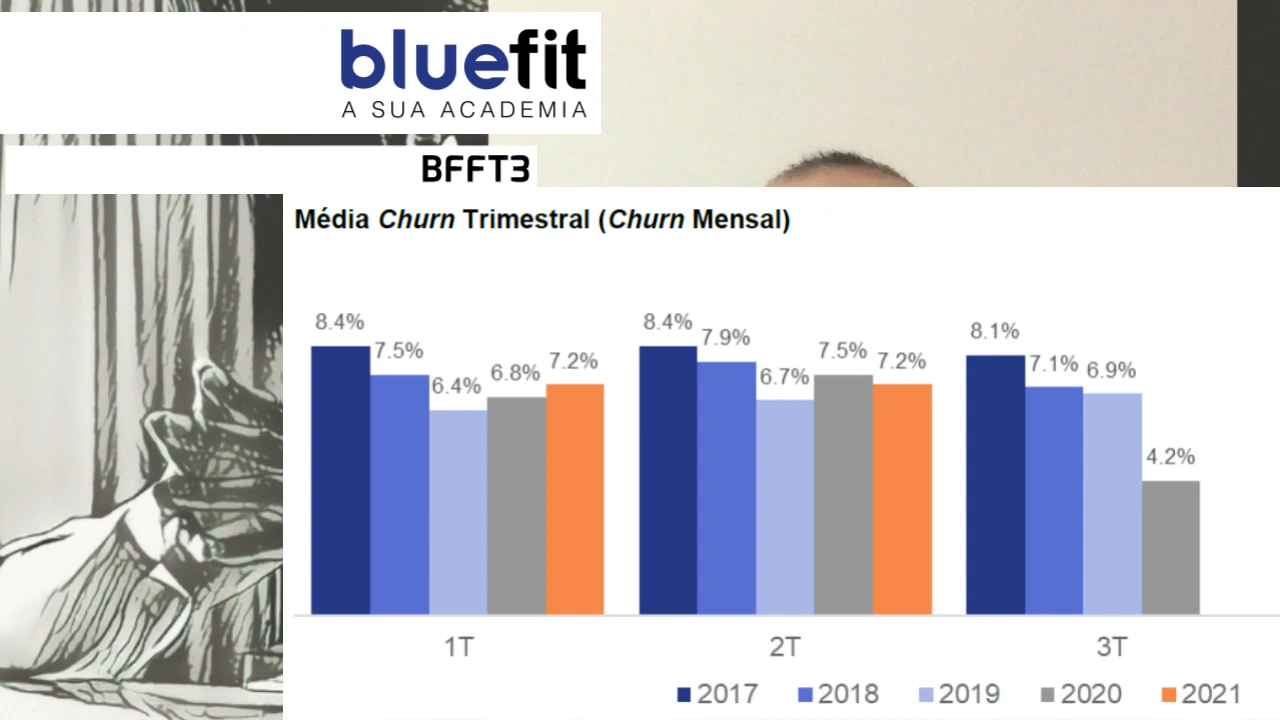 bluefit
A SUA ACADEMIA
BFFT3
Média Churn Trimestral (Churn Mensal)
8.4% 7.5% 6.4% 6.8% 7.2% 8.4% 7.9% 6.7% 7.5% 7.2% 8.1% 7.1% 6.9% 4.2%
1T 2T 3T
2017 2018 2019 2020 2021